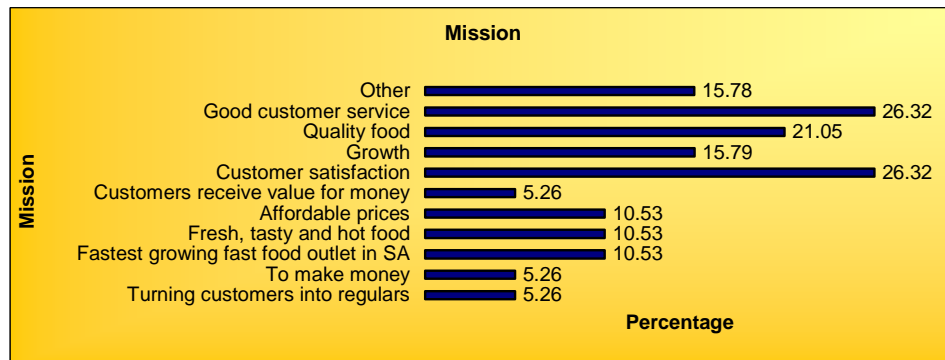 Mission
Mission
Other 15.78
Good customer service 26.32
Quality food 21.05
Growth 15.79
Customer satisfaction 26.32
Customers receive value for money 5.26
Affordable prices 10.53
Fresh, tasty and hot food 10.53
Fastest growing fast food outlet in SA 10.53
To make money 5.26
Turning customers into regulars 5.26
Percentage